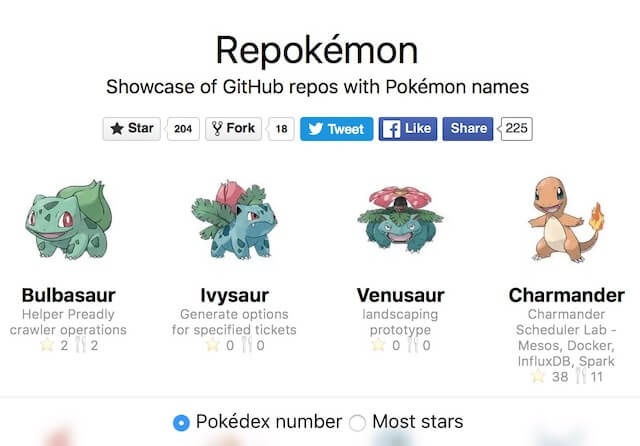 Repokémon
Showcase of GitHub repos with Pokémon names
Star 204 Fork 18 Tweet Like Share 225
Bulbasaur Ivysaur Venusaur Charmander
Helper Preadly Generate options landscaping Charmander
crawler operations for specified tickets prototype Scheduler Lab -
2 2 0 0 0 0 Mesos, Docker,
InfluxDB, Spark
38 11
Pokédex number Most stars